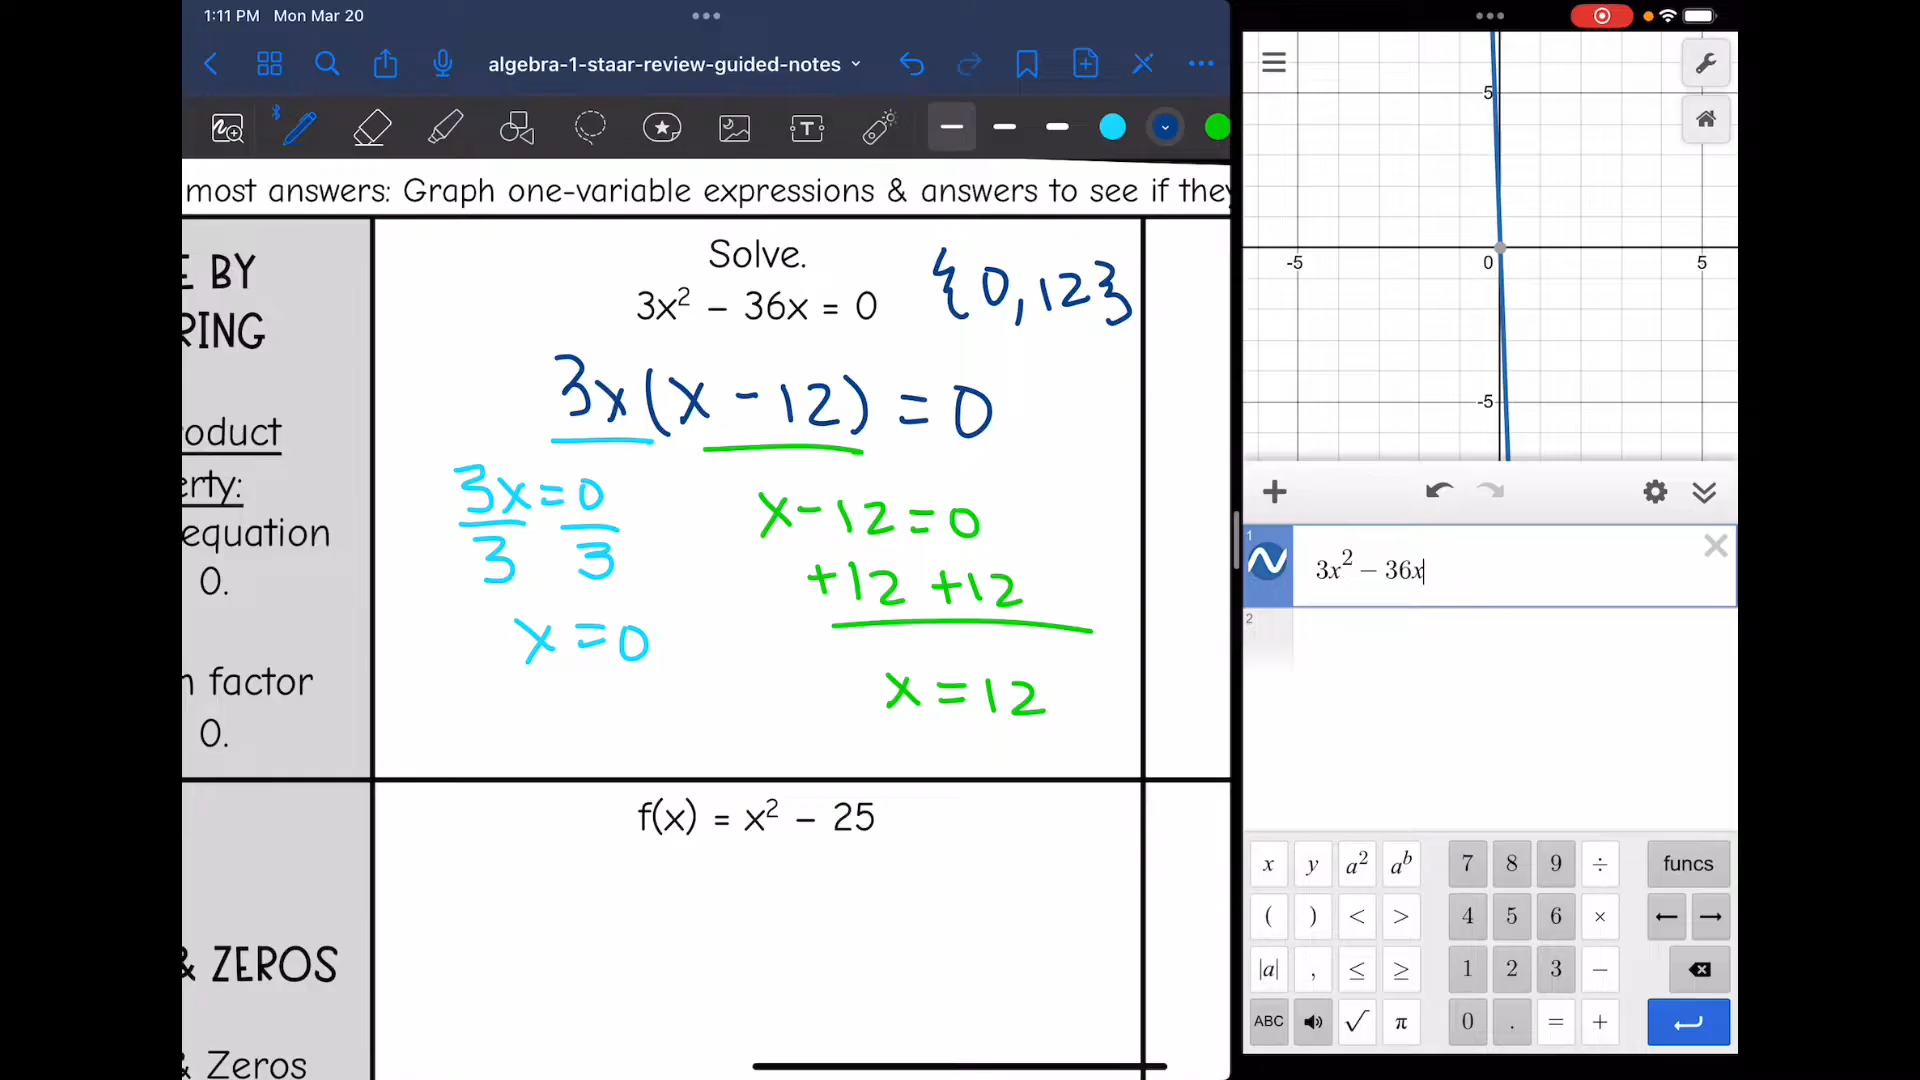 1:11 PM Mon Mar 20
algebra-1-staar-review-guided-notes
T
most answers: Graph one-variable expressions & answers to see if they
E BY
RING
oduct
erty:
equation
0.
n factor
0.
& ZEROS
& Zeros
Solve.
3x² – 36x = 0
{0,12}
3x(x – 12) = 0
3x=0
3 3
x=0
x-12=0
+12 +12
x=12
f(x) = x² – 25
5
-5
0
5
-5
1
3x² – 36x
2
x y a² aᵇ 7 8 9 ÷ funcs
( ) < > 4 5 6 × ← →
|a| , ≤ ≥ 1 2 3 −
ABC √ π 0 . = +